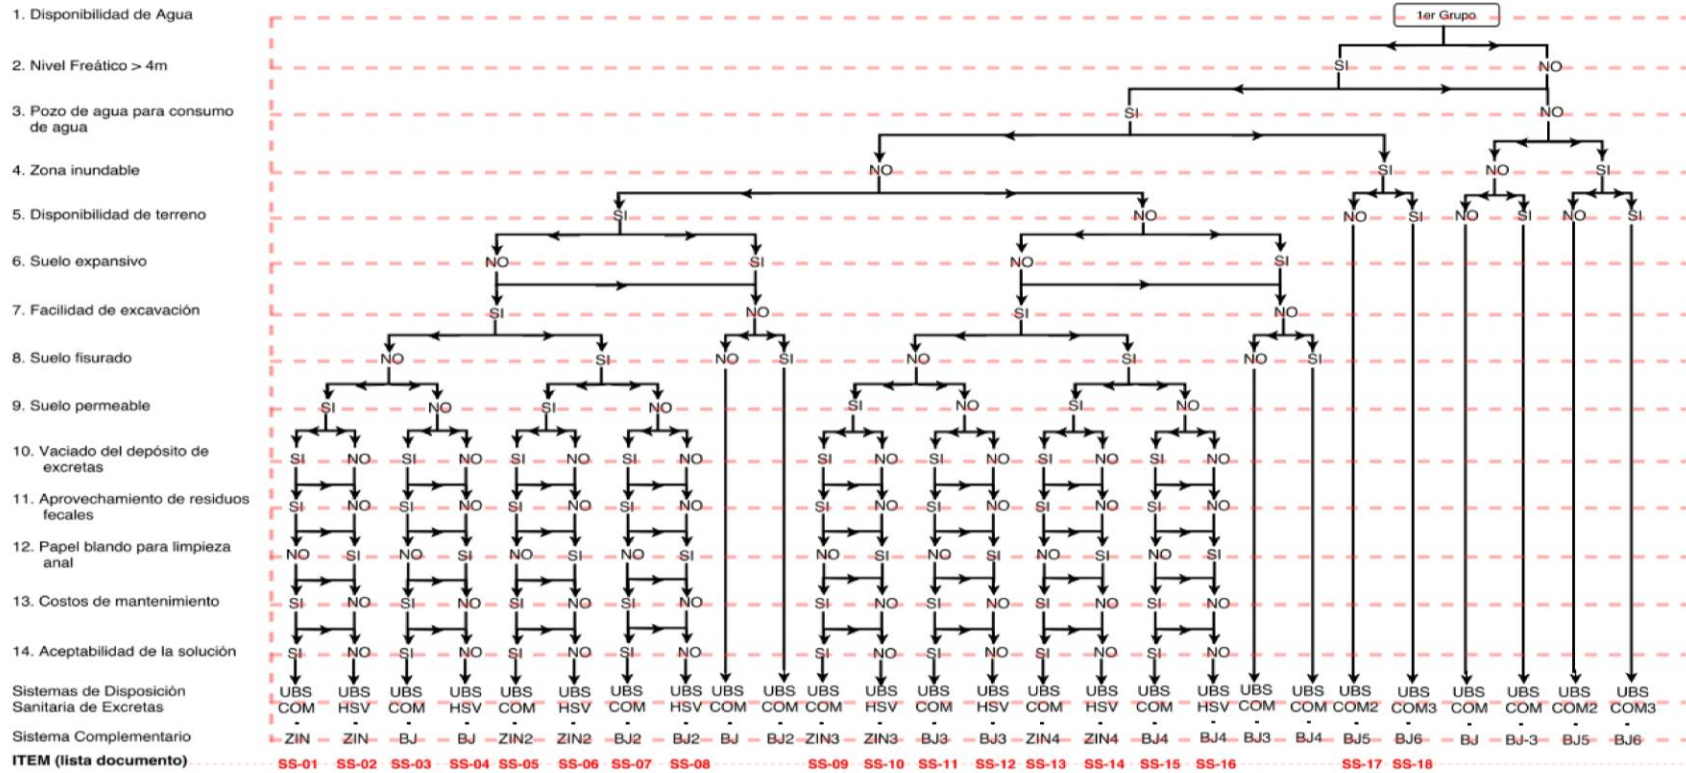 1. Disponibilidad de Agua
1er Grupo
2. Nivel Freático > 4m
SI NO
3. Pozo de agua para consumo
de agua
SI NO
4. Zona inundable
NO SI NO SI
5. Disponibilidad de terreno
SI NO NO SI NO SI NO SI
6. Suelo expansivo
NO SI NO SI
7. Facilidad de excavación
SI NO SI NO
8. Suelo fisurado
NO SI NO SI NO SI NO SI
9. Suelo permeable
SI NO SI NO SI NO SI NO
10. Vaciado del depósito de
excretas
SI NO SI NO SI NO SI NO SI NO SI NO SI NO SI NO
11. Aprovechamiento de residuos
fecales
SI NO SI NO SI NO SI NO SI NO SI NO SI NO SI NO
12. Papel blando para limpieza
anal
NO SI NO SI NO SI NO SI NO SI NO SI NO SI NO SI
13. Costos de mantenimiento
SI NO SI NO SI NO SI NO SI NO SI NO SI NO SI NO
14. Aceptabilidad de la solución
SI NO SI NO SI NO SI NO SI NO SI NO SI NO SI NO
Sistemas de Disposición UBS UBS UBS UBS UBS UBS UBS UBS UBS UBS UBS UBS UBS UBS UBS UBS UBS UBS UBS UBS UBS UBS UBS UBS UBS UBS
Sanitaria de Excretas COM HSV COM HSV COM HSV COM HSV COM COM COM HSV COM HSV COM HSV COM HSV COM COM COM2 COM3 COM COM COM2 COM3
- - - - - - - - - - - - - - - - - - - - - - - - - -
Sistema Complementario ZIN ZIN BJ BJ ZIN2 ZIN2 BJ2 BJ2 BJ BJ2 ZIN3 ZIN3 BJ3 BJ3 ZIN4 ZIN4 BJ4 BJ4 BJ3 BJ4 BJ5 BJ6 BJ BJ-3 BJ5 BJ6
ITEM (lista documento) SS-01 SS-02 SS-03 SS-04 SS-05 SS-06 SS-07 SS-08 SS-09 SS-10 SS-11 SS-12 SS-13 SS-14 SS-15 SS-16 SS-17 SS-18